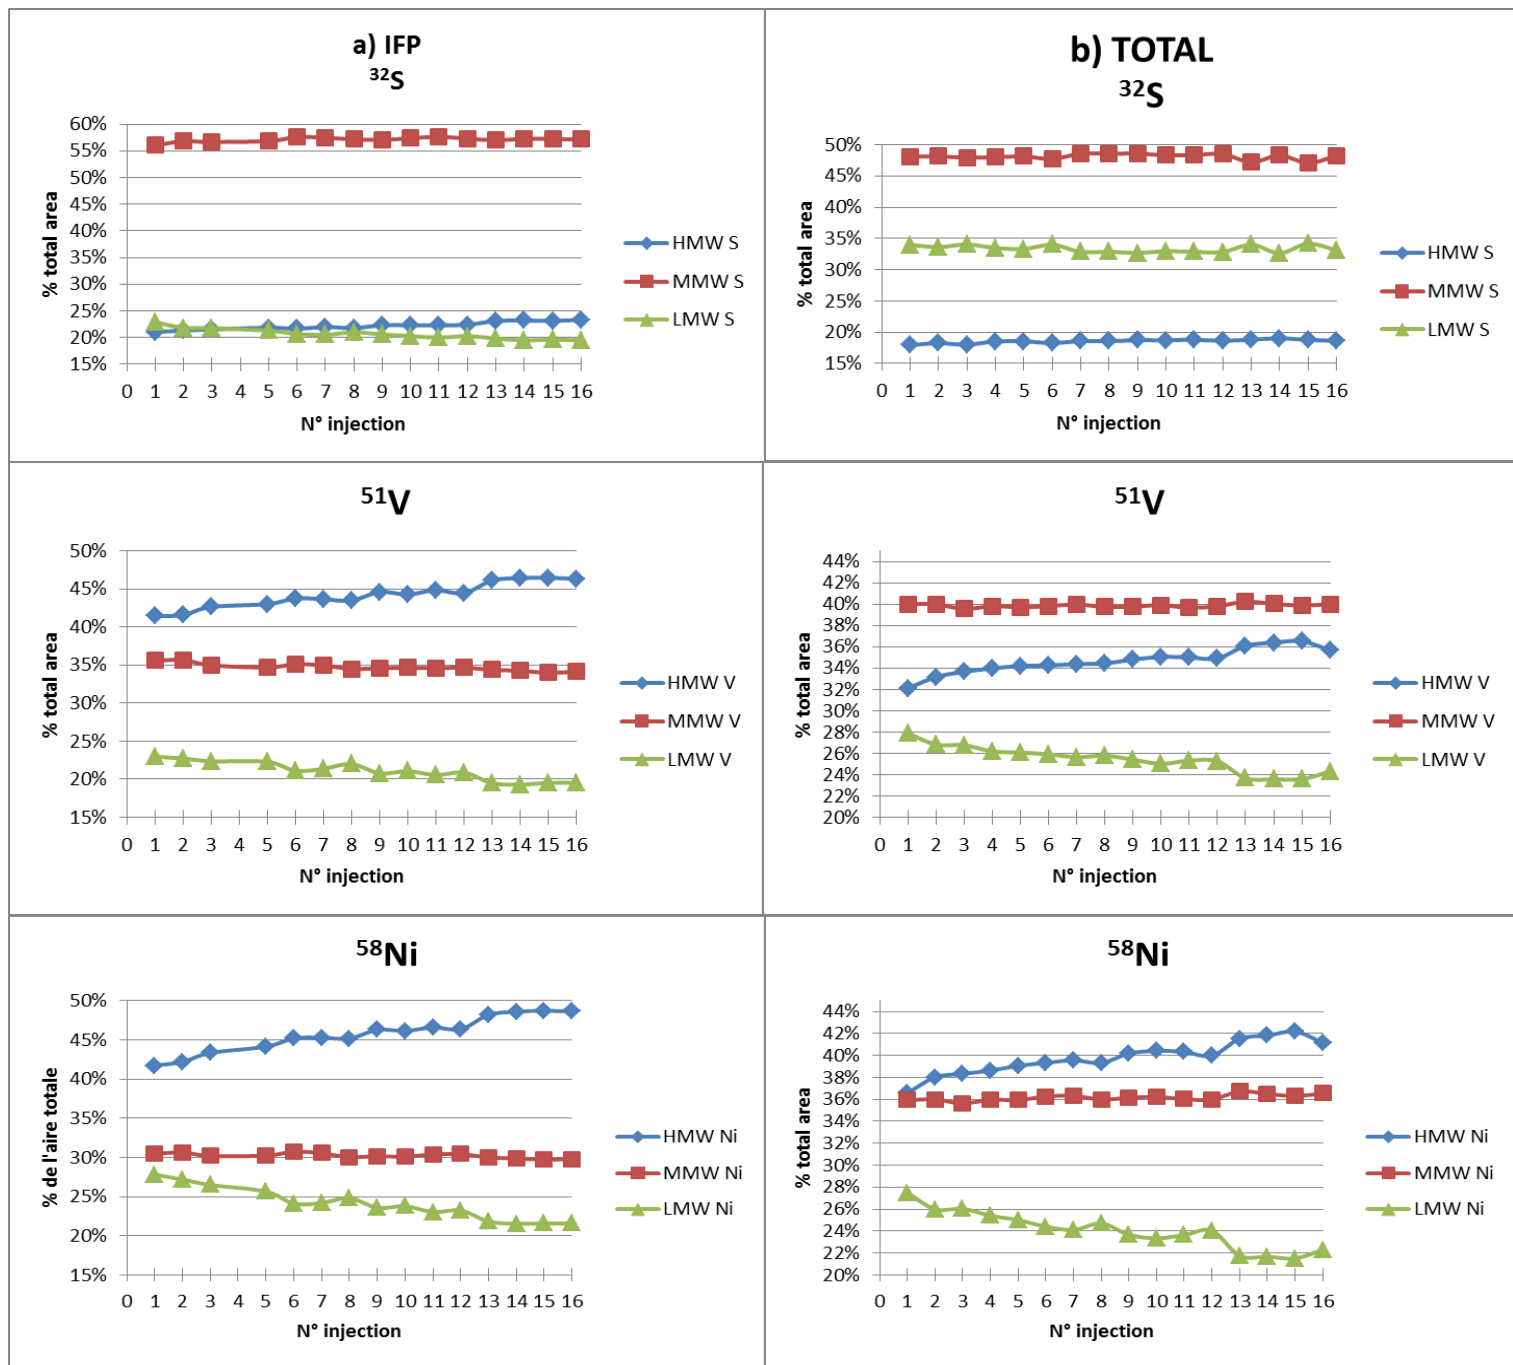 a) IFP
³²S
60%
55%
50%
45%
40%
35%
30%
25%
20%
15%
% total area
0 1 2 3 4 5 6 7 8 9 10 11 12 13 14 15 16
N° injection
HMW S
MMW S
LMW S
b) TOTAL
³²S
50%
45%
40%
35%
30%
25%
20%
15%
% total area
0 1 2 3 4 5 6 7 8 9 10 11 12 13 14 15 16
N° injection
HMW S
MMW S
LMW S
⁵¹V
50%
45%
40%
35%
30%
25%
20%
15%
% total area
0 1 2 3 4 5 6 7 8 9 10 11 12 13 14 15 16
N° injection
HMW V
MMW V
LMW V
⁵¹V
44%
42%
40%
38%
36%
34%
32%
30%
28%
26%
24%
22%
20%
% total area
0 1 2 3 4 5 6 7 8 9 10 11 12 13 14 15 16
N° injection
HMW V
MMW V
LMW V
⁵⁸Ni
50%
45%
40%
35%
30%
25%
20%
15%
% de l'aire totale
0 1 2 3 4 5 6 7 8 9 10 11 12 13 14 15 16
N° injection
HMW Ni
MMW Ni
LMW Ni
⁵⁸Ni
44%
42%
40%
38%
36%
34%
32%
30%
28%
26%
24%
22%
20%
% total area
0 1 2 3 4 5 6 7 8 9 10 11 12 13 14 15 16
N° injection
HMW Ni
MMW Ni
LMW Ni